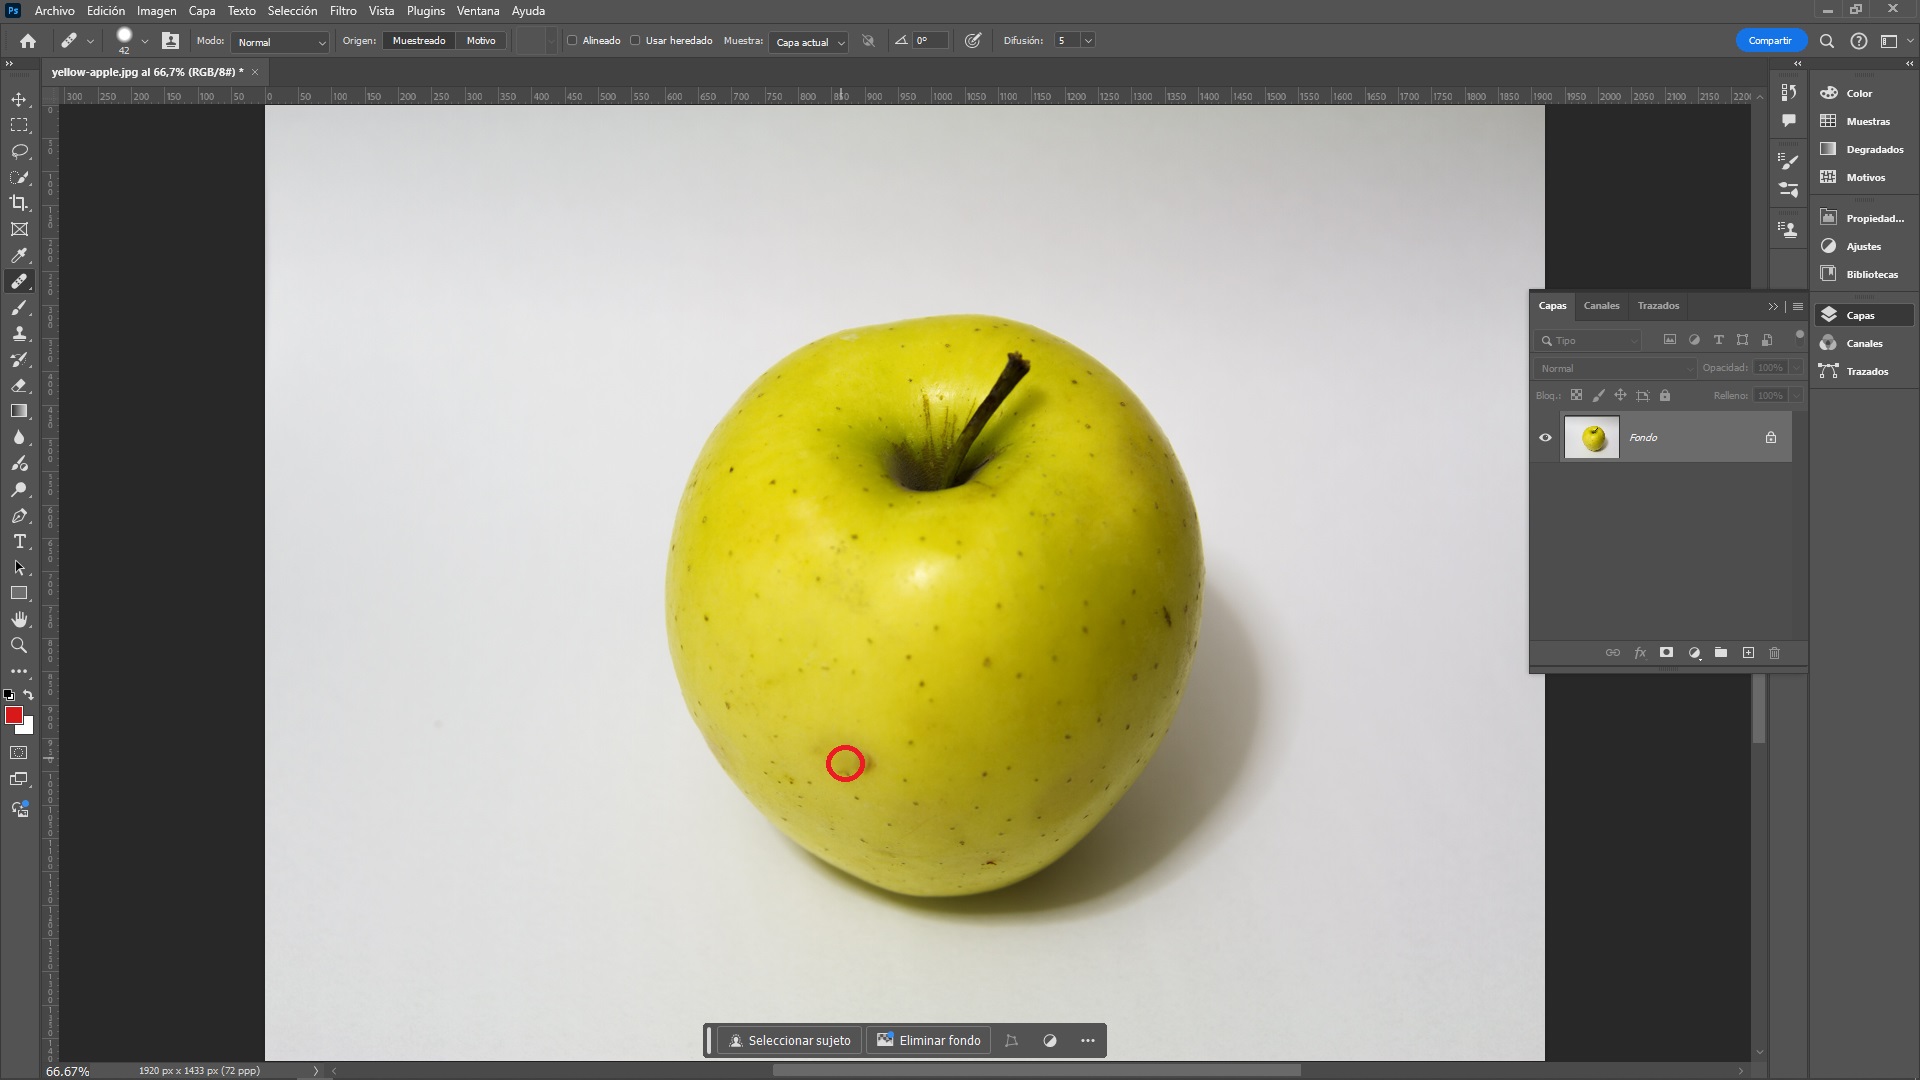 Ps Archivo Edición Imagen Capa Texto Selección Filtro Vista Plugins Ventana Ayuda
42 Modo: Normal Origen: Muestreado Motivo Alineado Usar heredado Muestra: Capa actual 0° Difusión: 5 Compartir
yellow-apple.jpg al 66,7% (RGB/8#) * ×
300 250 200 150 100 50 0 50 100 150 200 250 300 350 400 450 500 550 600 650 700 750 800 850 900 950 1000 1050 1100 1150 1200 1250 1300 1350 1400 1450 1500 1550 1600 1650 1700 1750 1800 1850 1900 1950 2000 2050 2100 2150 2200
Color
Muestras
Degradados
Motivos
Propiedad...
Ajustes
Bibliotecas
Capas
Canales
Trazados
Capas Canales Trazados
Tipo
Normal Opacidad: 100%
Bloq.: Relleno: 100%
Fondo
fx
Seleccionar sujeto Eliminar fondo
66.67% 1920 px x 1433 px (72 ppp)